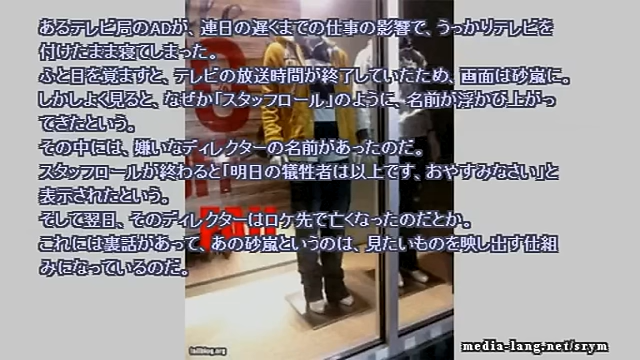 あるテレビ局のADが、連日の遅くまでの仕事の影響で、うっかりテレビを
付けたまま寝てしまった。
ふと目を覚ますと、テレビの放送時間が終了していたため、画面は砂嵐に。
しかしよく見ると、なぜか「スタッフロール」のように、名前が浮かび上がっ
てきたという。
その中には、嫌いなディレクターの名前があったのだ。
スタッフロールが終わると「明日の犠牲者は以上です、おやすみなさい」と
表示されたという。
そして翌日、そのディレクターはロケ先で亡くなったのだとか。
これには裏話があって、あの砂嵐というのは、見たいものを映し出す仕組
みになっているのだ。
failblog.org
media-lang.net/srym